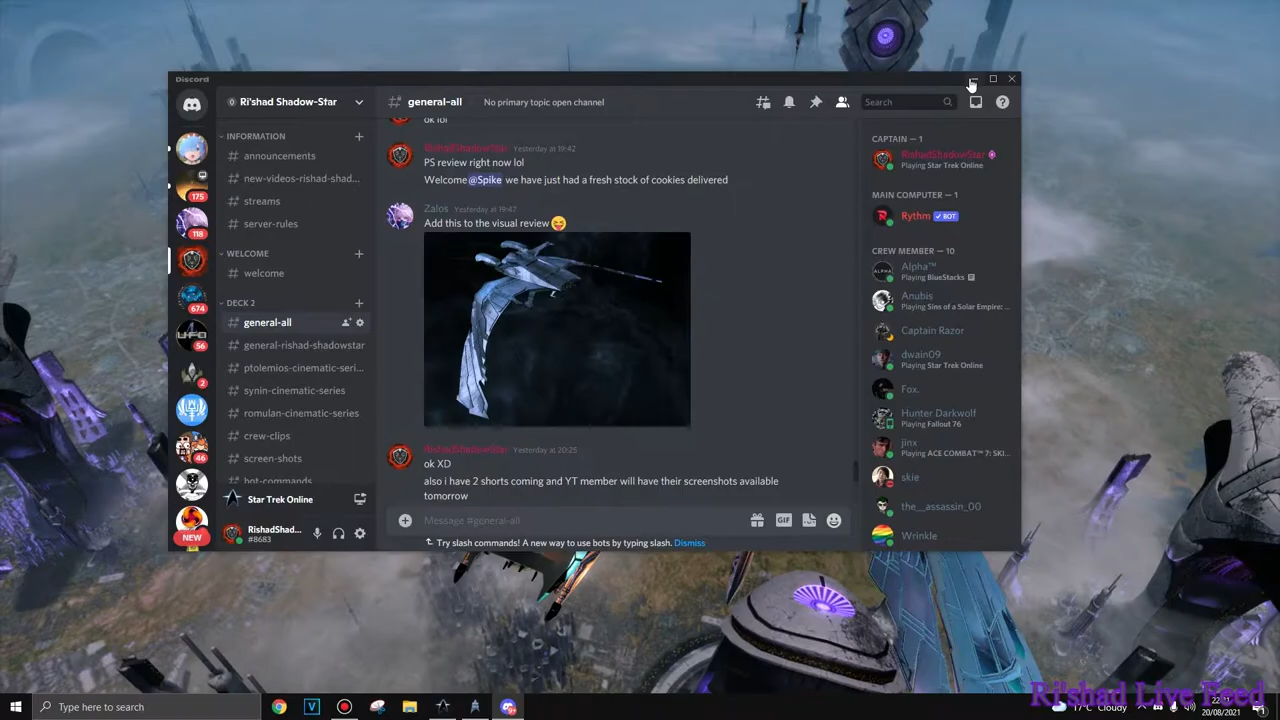 Discord
Ri'shad Shadow-Star
general-all
No primary topic open channel
Search
INFORMATION
announcements
new-videos-rishad-shad...
streams
server-rules
WELCOME
welcome
DECK 2
general-all
general-rishad-shadowstar
ptolemios-cinematic-seri...
synin-cinematic-series
romulan-cinematic-series
crew-clips
screen-shots
bot-commands
Star Trek Online
RishadShad...
#8683
175
118
674
UFO
56
2
46
NEW
ok lol
RishadShadowStar Yesterday at 19:42
PS review right now lol
Welcome @Spike we have just had a fresh stock of cookies delivered
Zalos Yesterday at 19:47
Add this to the visual review
RishadShadowStar Yesterday at 20:25
ok XD
also i have 2 shorts coming and YT member will have their screenshots available
tomorrow
Message #general-all
GIF
Try slash commands! A new way to use bots by typing slash. Dismiss
CAPTAIN — 1
RishadShadowStar
Playing Star Trek Online
MAIN COMPUTER — 1
Rythm BOT
CREW MEMBER — 10
ALPHA
Alpha™
Playing BlueStacks
Anubis
Playing Sins of a Solar Empire: ...
Captain Razor
dwain09
Playing Star Trek Online
Fox.
Hunter Darkwolf
Playing Fallout 76
jinx
Playing ACE COMBAT™ 7: SKI...
skie
the__assassin_00
Wrinkle
Type here to search
V
17°C Cloudy
20/08/2021
1
Ri'shad Live Feed